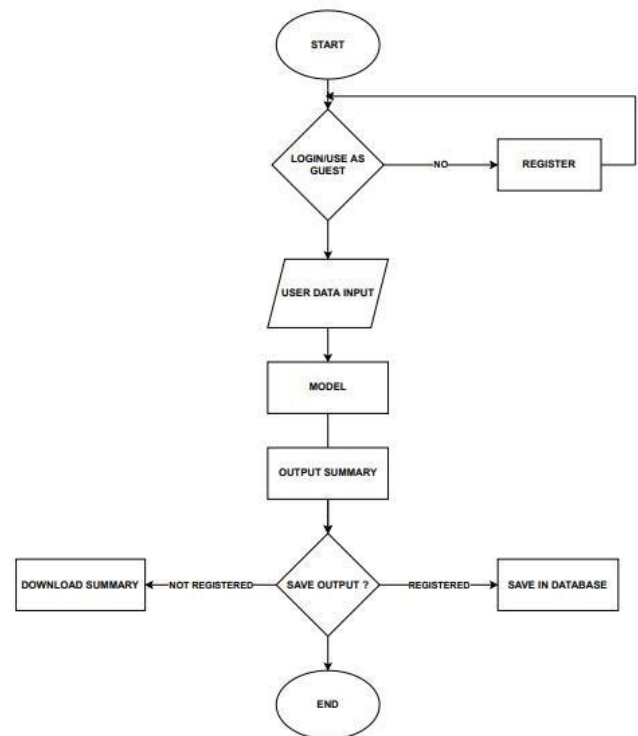 START
LOGIN/USE AS
GUEST
NO
REGISTER
USER DATA INPUT
MODEL
OUTPUT SUMMARY
DOWNLOAD SUMMARY
NOT REGISTERED
SAVE OUTPUT ?
REGISTERED
SAVE IN DATABASE
END